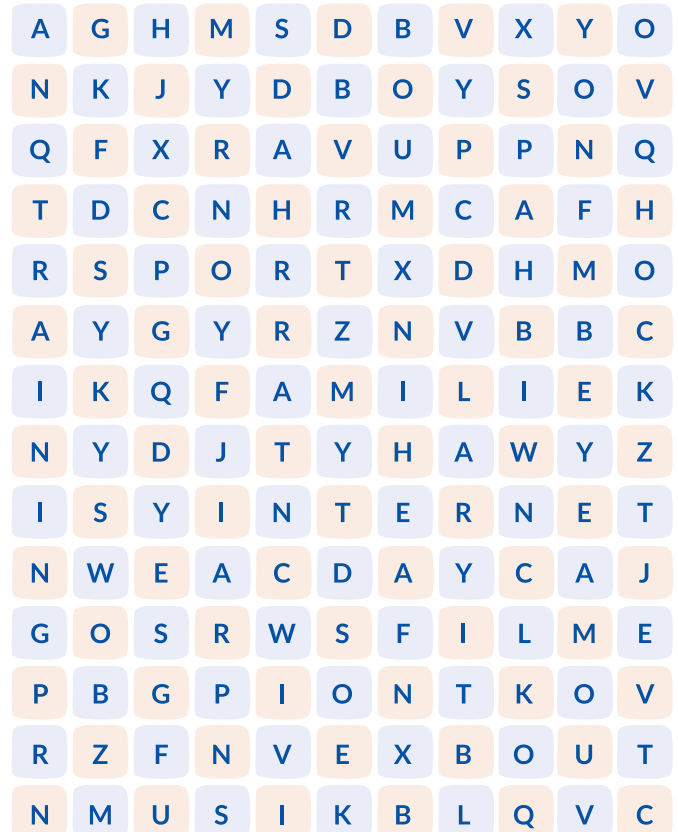 A G H M S D B V X Y O
N K J Y D B O Y S O V
Q F X R A V U P P N Q
T D C N H R M C A F H
R S P O R T X D H M O
A Y G Y R Z N V B B C
I K Q F A M I L I E K
N Y D J T Y H A W Y Z
I S Y I N T E R N E T
N W E A C D A Y C A J
G O S R W S F I L M E
P B G P I O N T K O V
R Z F N V E X B O U T
N M U S I K B L Q V C